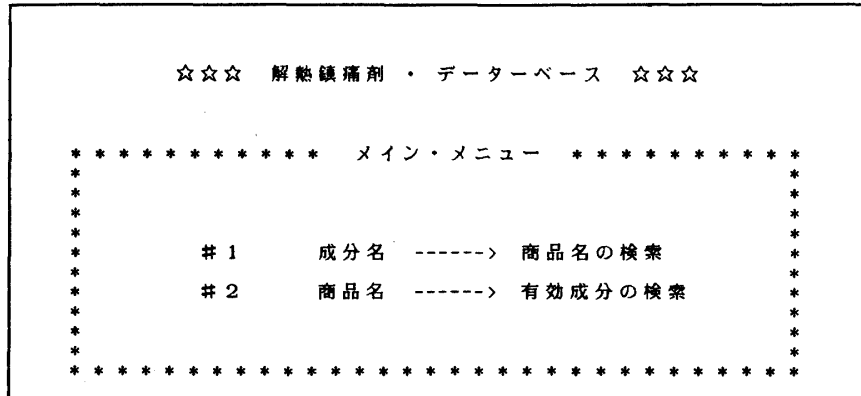 ☆☆☆ 解熱鎮痛剤 ・ データーベース ☆☆☆
* * * * * * * * * * * メイン・メニュー * * * * * * * * * *
#1 成分名 ------> 商品名の検索
#2 商品名 ------> 有効成分の検索
* * * * * * * * * * * * * * * * * * * * * * * * * * * * * * *